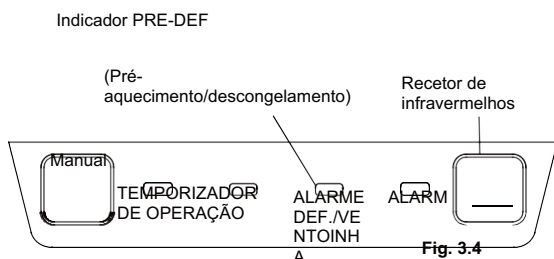 Indicador PRE-DEF
(Pré-
aquecimento/descongelamento)
Recetor de
infravermelhos
Manual
TEMPORIZADOR
DE OPERAÇÃO
ALARME
DEF./VE
NTOINH
A
ALARM
Fig. 3.4